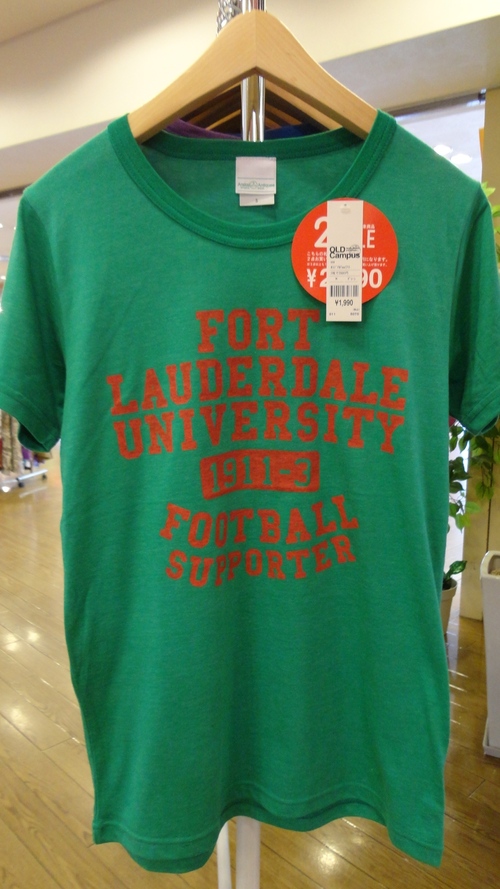 OLD
Campus
¥1,990
FORT
LAUDERDALE
UNIVERSITY
1911-3
FOOTBALL
SUPPORTER